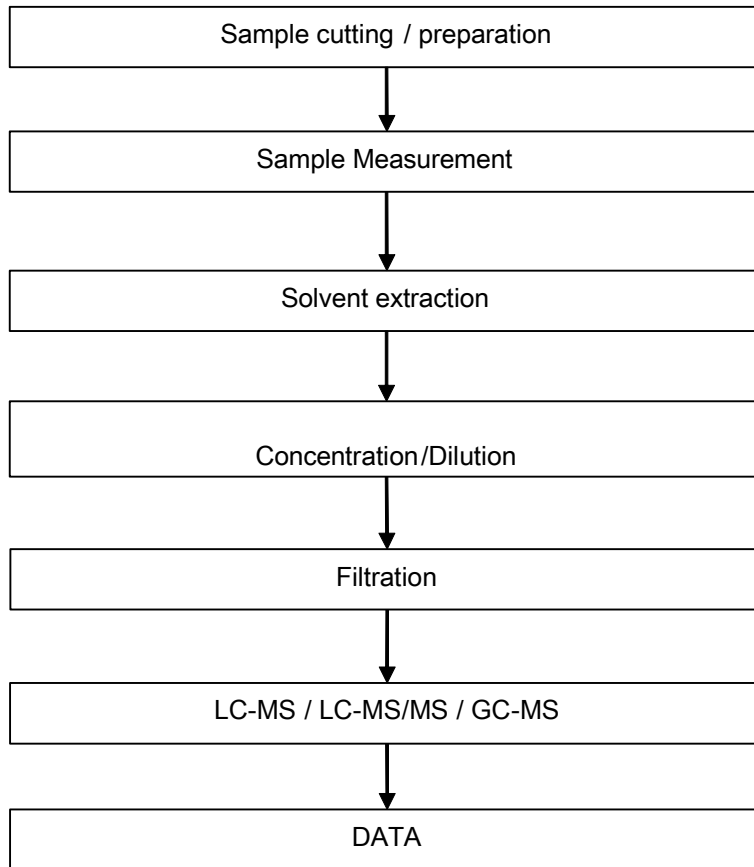 Sample cutting / preparation
Sample Measurement
Solvent extraction
Concentration/Dilution
Filtration
LC-MS / LC-MS/MS / GC-MS
DATA